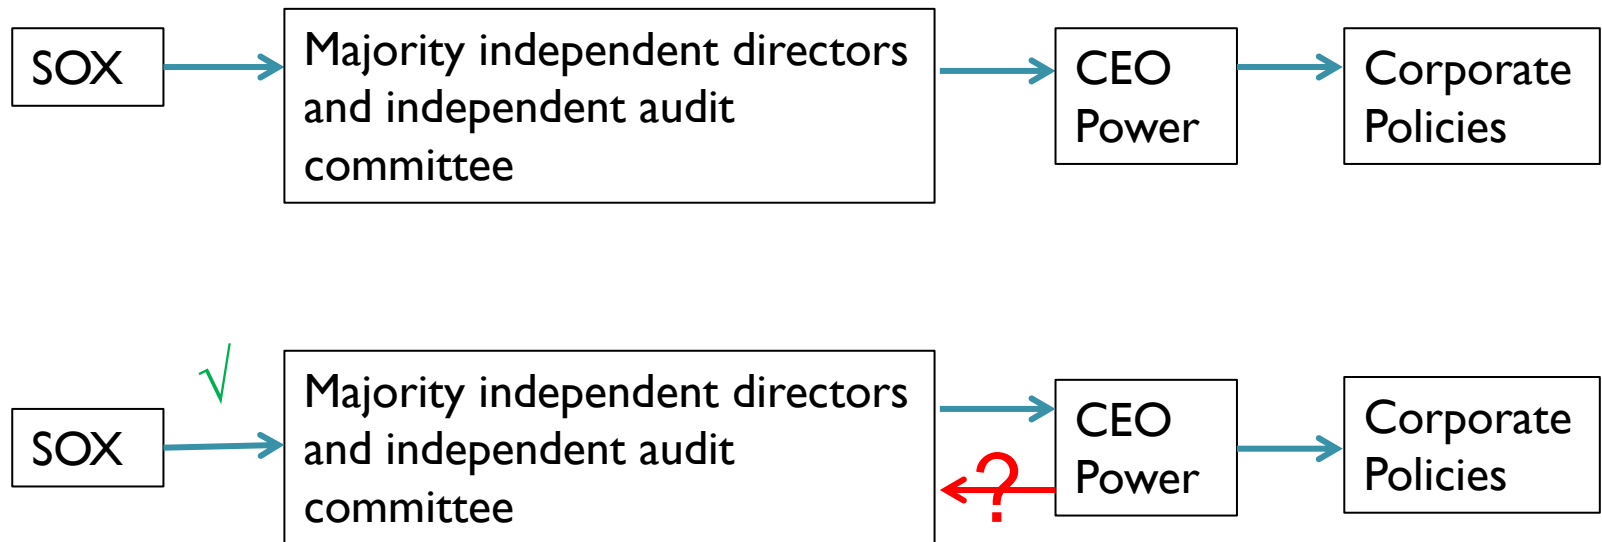 SOX
Majority independent directors
and independent audit
committee
CEO
Power
Corporate
Policies
√
SOX
Majority independent directors
and independent audit
committee
?
CEO
Power
Corporate
Policies